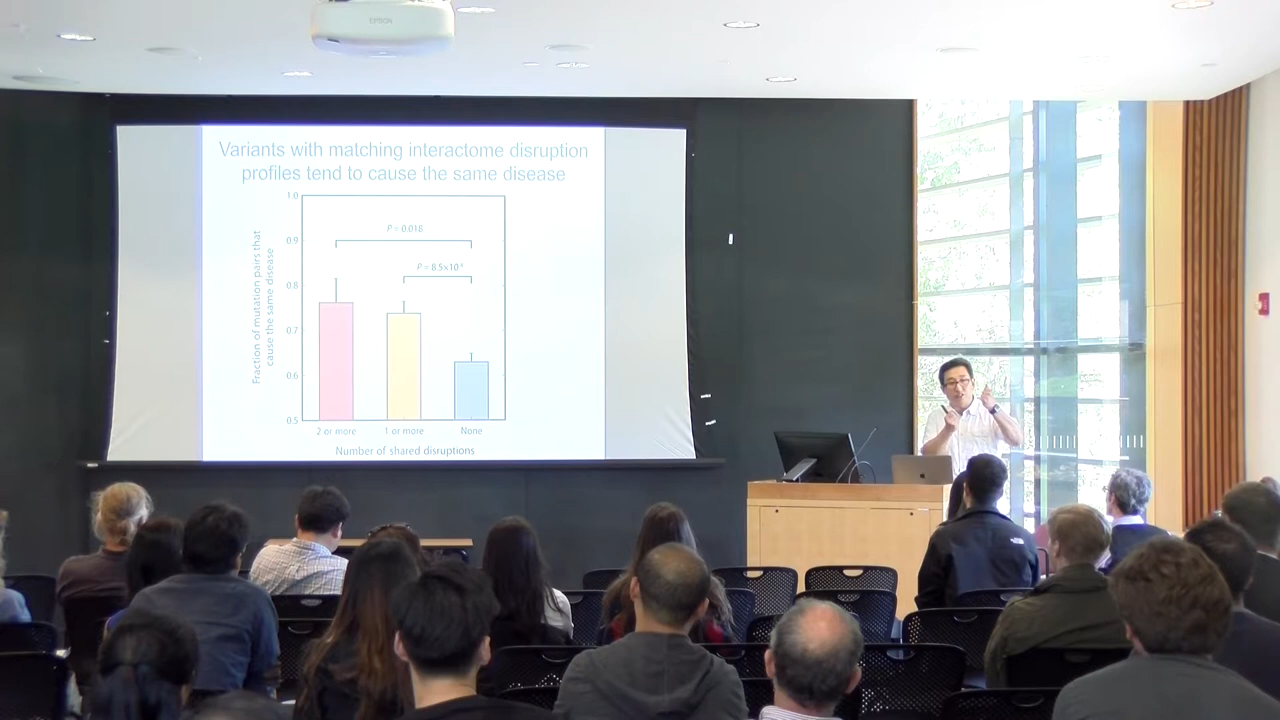 EPSON
Variants with matching interactome disruption
profiles tend to cause the same disease
Fraction of mutation pairs that
cause the same disease
1.0
0.9
0.8
0.7
0.6
0.5
P = 0.018
2 or more
1 or more
None
Number of shared disruptions